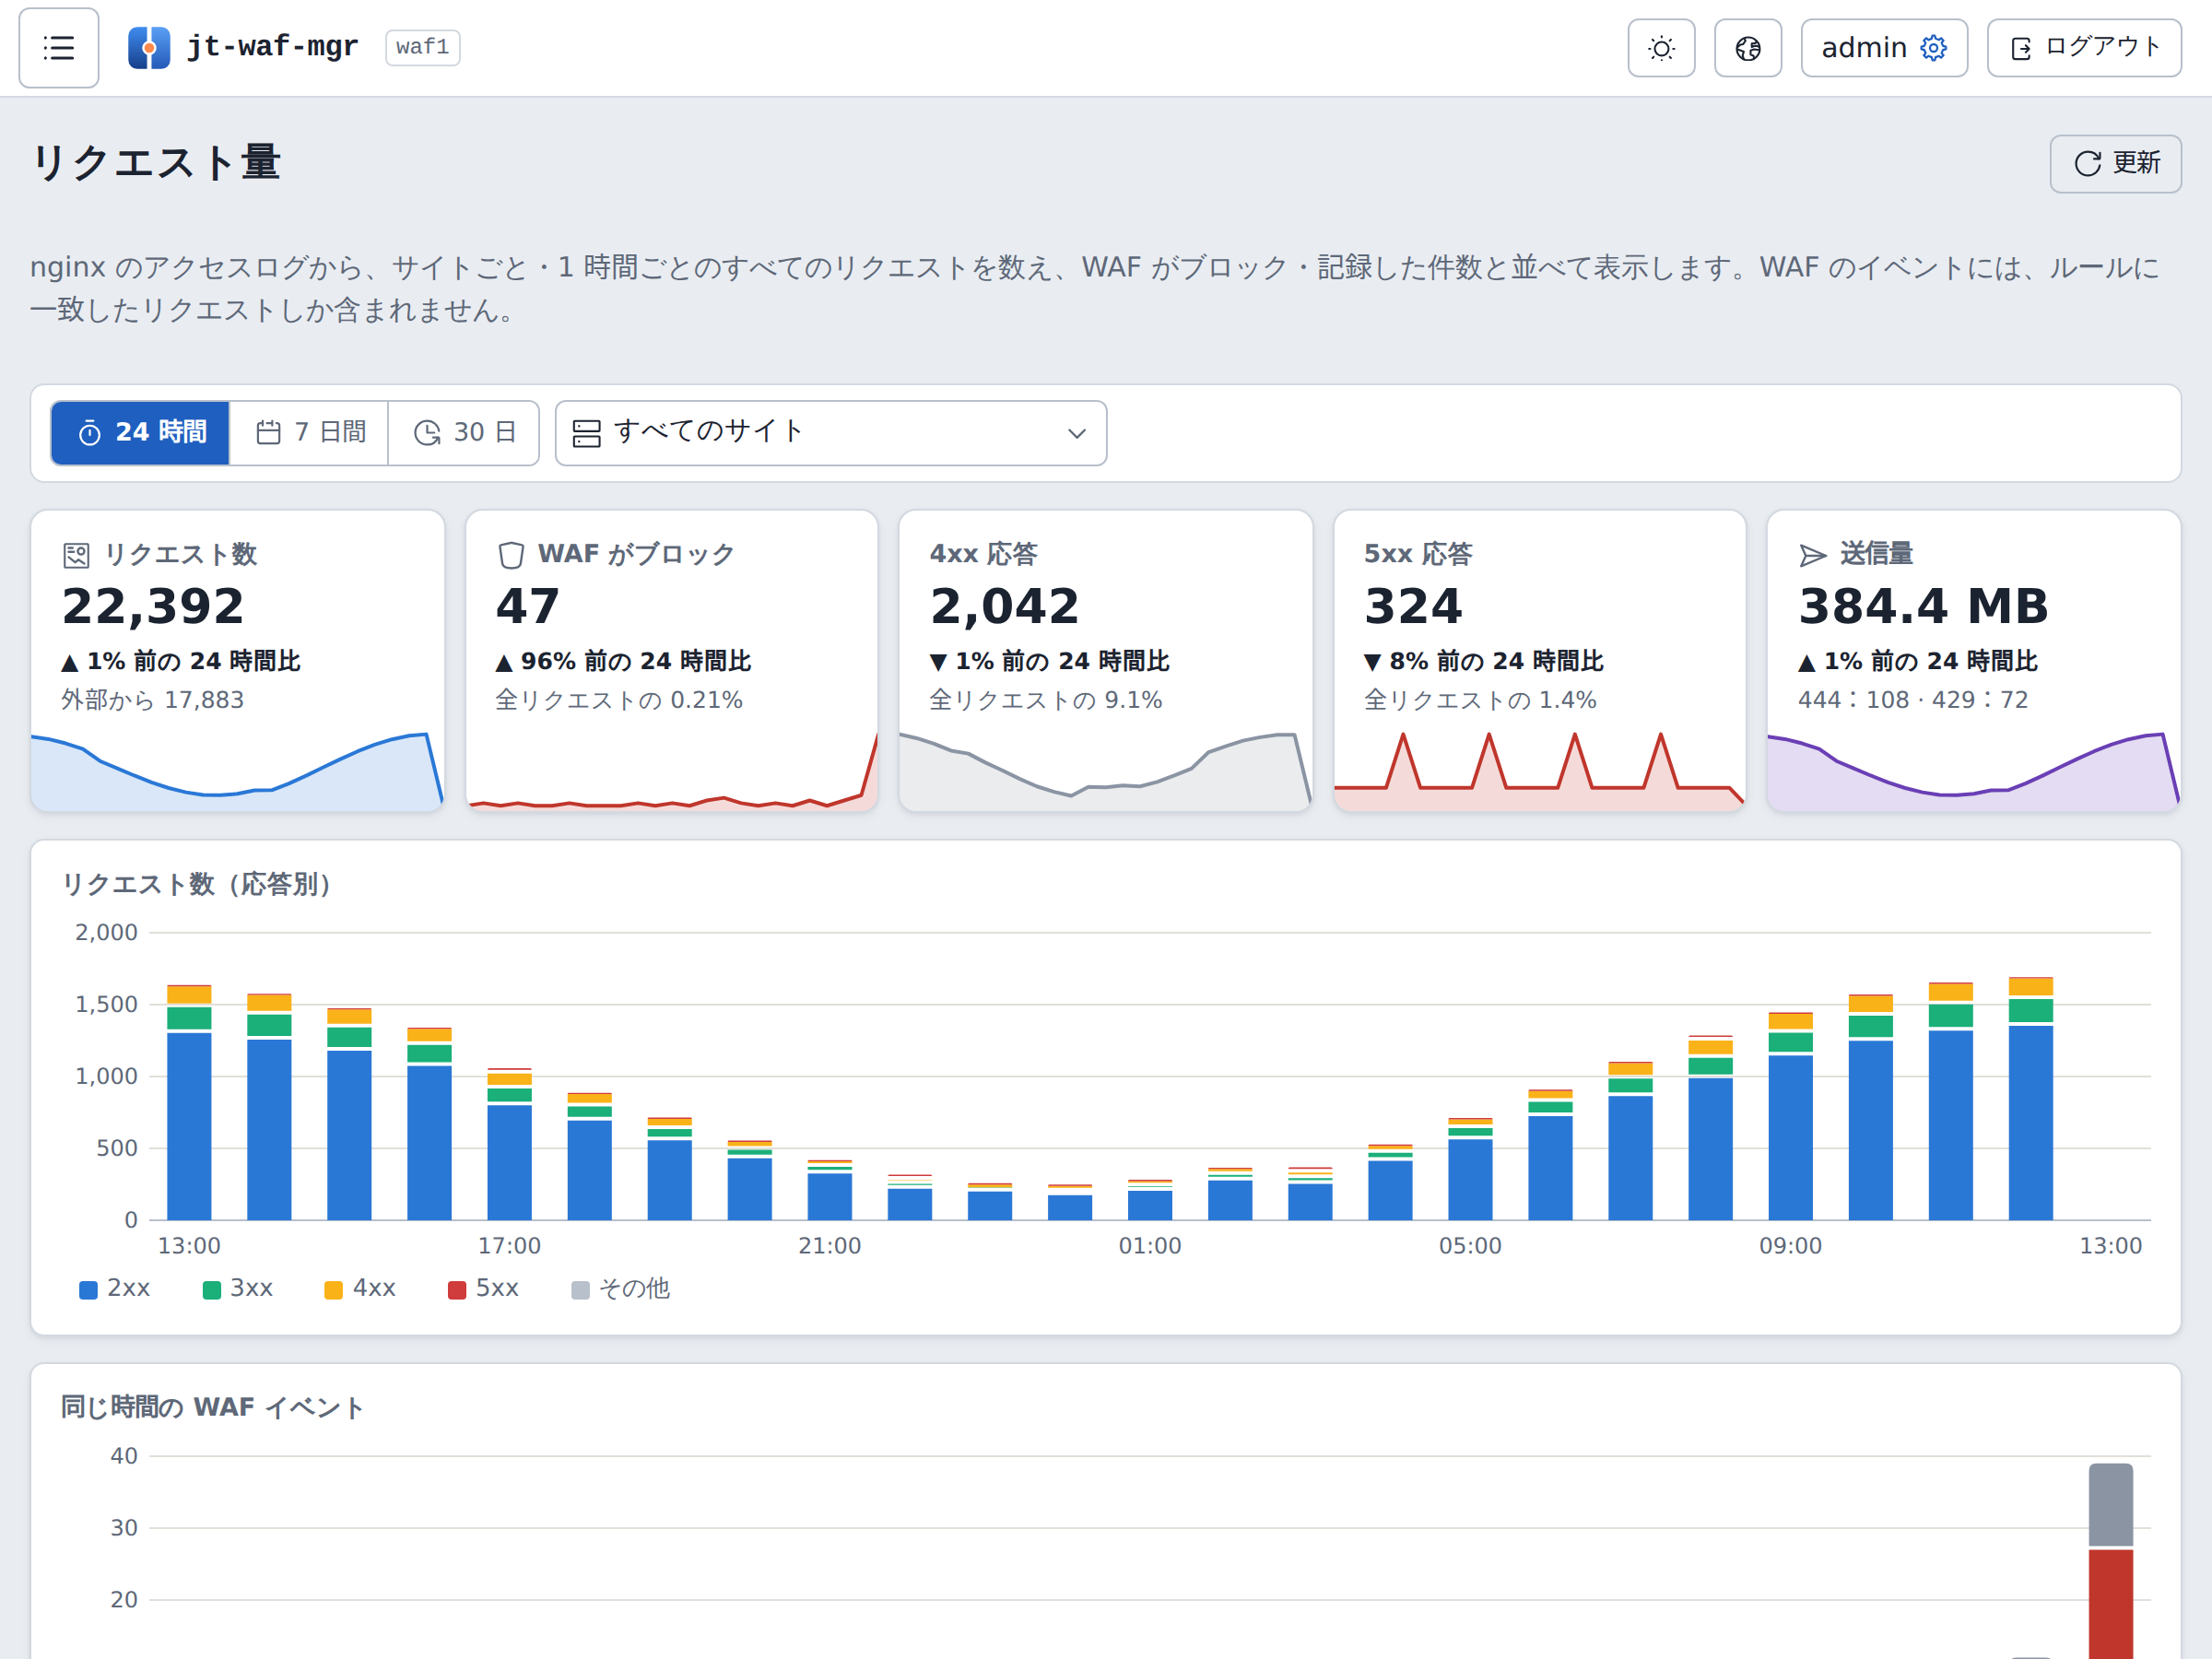 jt-waf-mgr waf1 admin ログアウト
リクエスト量 更新
nginx のアクセスログから、サイトごと・1 時間ごとのすべてのリクエストを数え、WAF がブロック・記録した件数と並べて表示します。WAF のイベントには、ルールに
一致したリクエストしか含まれません。
24 時間 7 日間 30 日 すべてのサイト
リクエスト数 WAF がブロック 4xx 応答 5xx 応答 送信量
22,392 47 2,042 324 384.4 MB
▲ 1% 前の 24 時間比 ▲ 96% 前の 24 時間比 ▼ 1% 前の 24 時間比 ▼ 8% 前の 24 時間比 ▲ 1% 前の 24 時間比
外部から 17,883 全リクエストの 0.21% 全リクエストの 9.1% 全リクエストの 1.4% 444：108 · 429：72
リクエスト数（応答別）
2,000
1,500
1,000
500
0
13:00 17:00 21:00 01:00 05:00 09:00 13:00
2xx 3xx 4xx 5xx その他
同じ時間の WAF イベント
40
30
20